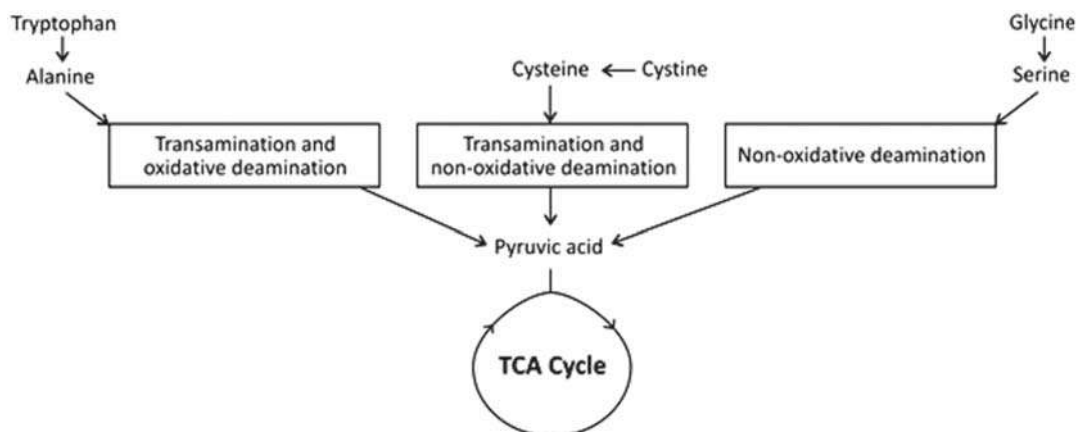 Tryptophan
Alanine
Cysteine
Cystine
Glycine
Serine
Transamination and
oxidative deamination
Transamination and
non-oxidative deamination
Non-oxidative deamination
Pyruvic acid
TCA Cycle